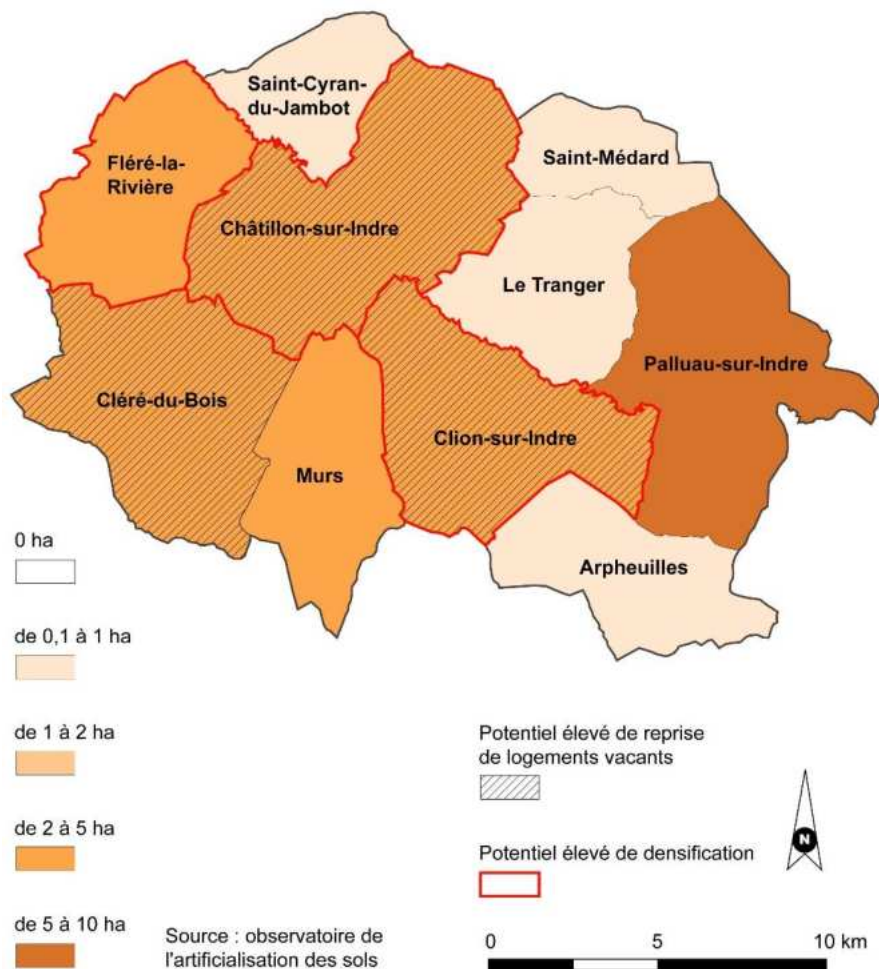 Saint-Cyran-
du-Jambot
Fléré-la-
Rivière
Saint-Médard
Châtillon-sur-Indre
Le Tranger
Palluau-sur-Indre
Cléré-du-Bois
Clion-sur-Indre
Murs
Arpheuilles
0 ha
de 0,1 à 1 ha
de 1 à 2 ha
de 2 à 5 ha
de 5 à 10 ha
Source : observatoire de
l'artificialisation des sols
Potentiel élevé de reprise
de logements vacants
Potentiel élevé de densification
N
0 5 10 km